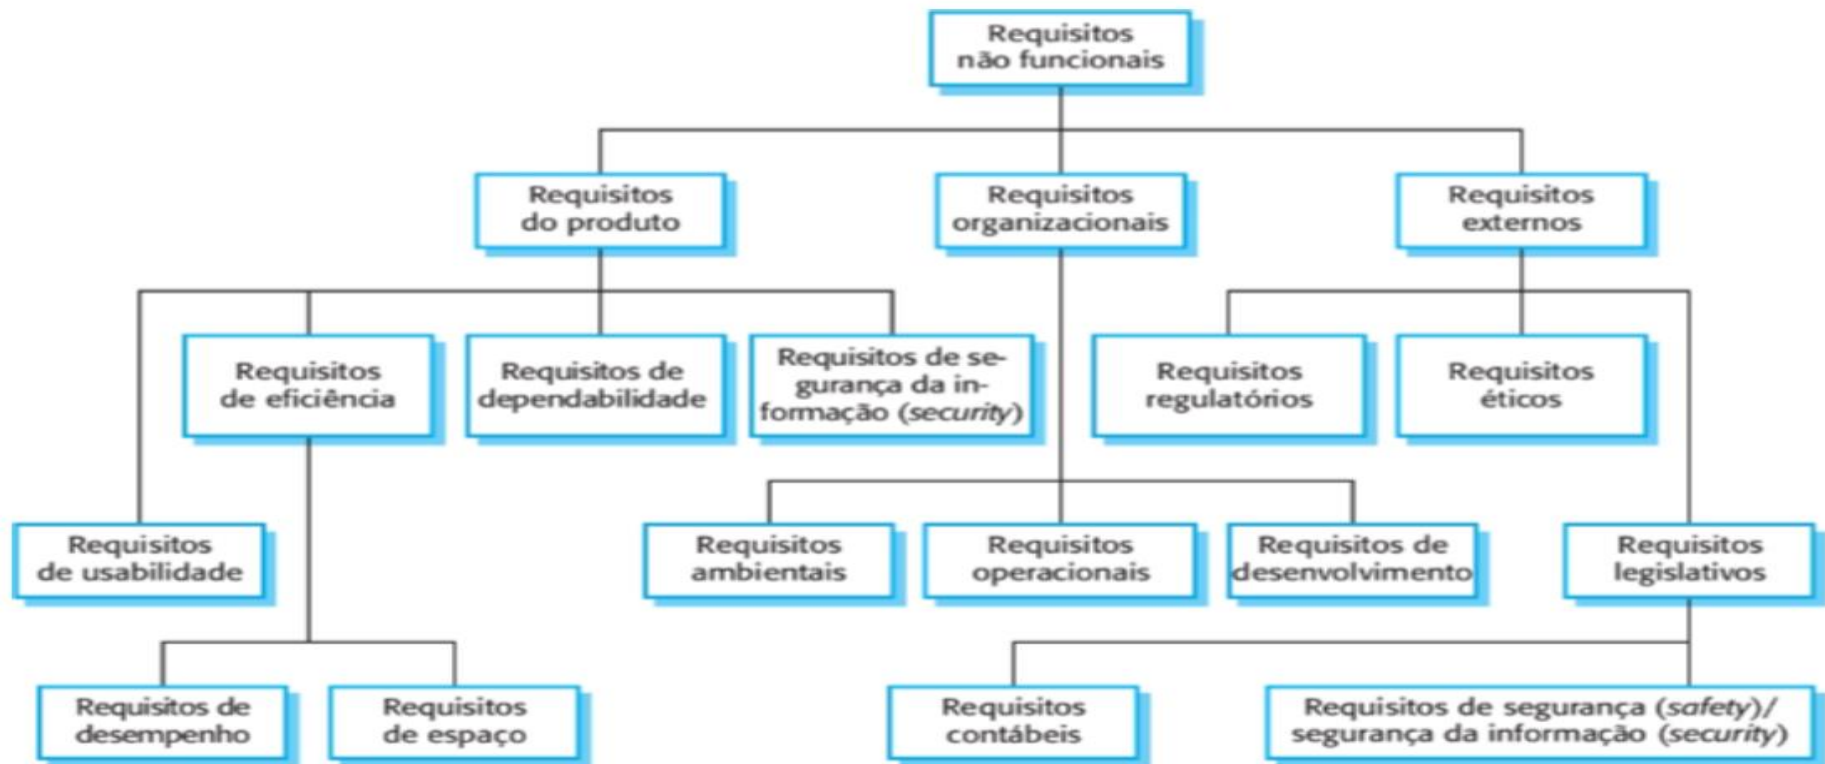 Requisitos
não funcionais
Requisitos
do produto
Requisitos
organizacionais
Requisitos
externos
Requisitos
de eficiência
Requisitos de
dependabilidade
Requisitos de se-
gurança da in-
formação (security)
Requisitos
regulatórios
Requisitos
éticos
Requisitos
de usabilidade
Requisitos
ambientais
Requisitos
operacionais
Requisitos de
desenvolvimento
Requisitos
legislativos
Requisitos de
desempenho
Requisitos
de espaço
Requisitos
contábeis
Requisitos de segurança (safety)/
segurança da informação (security)